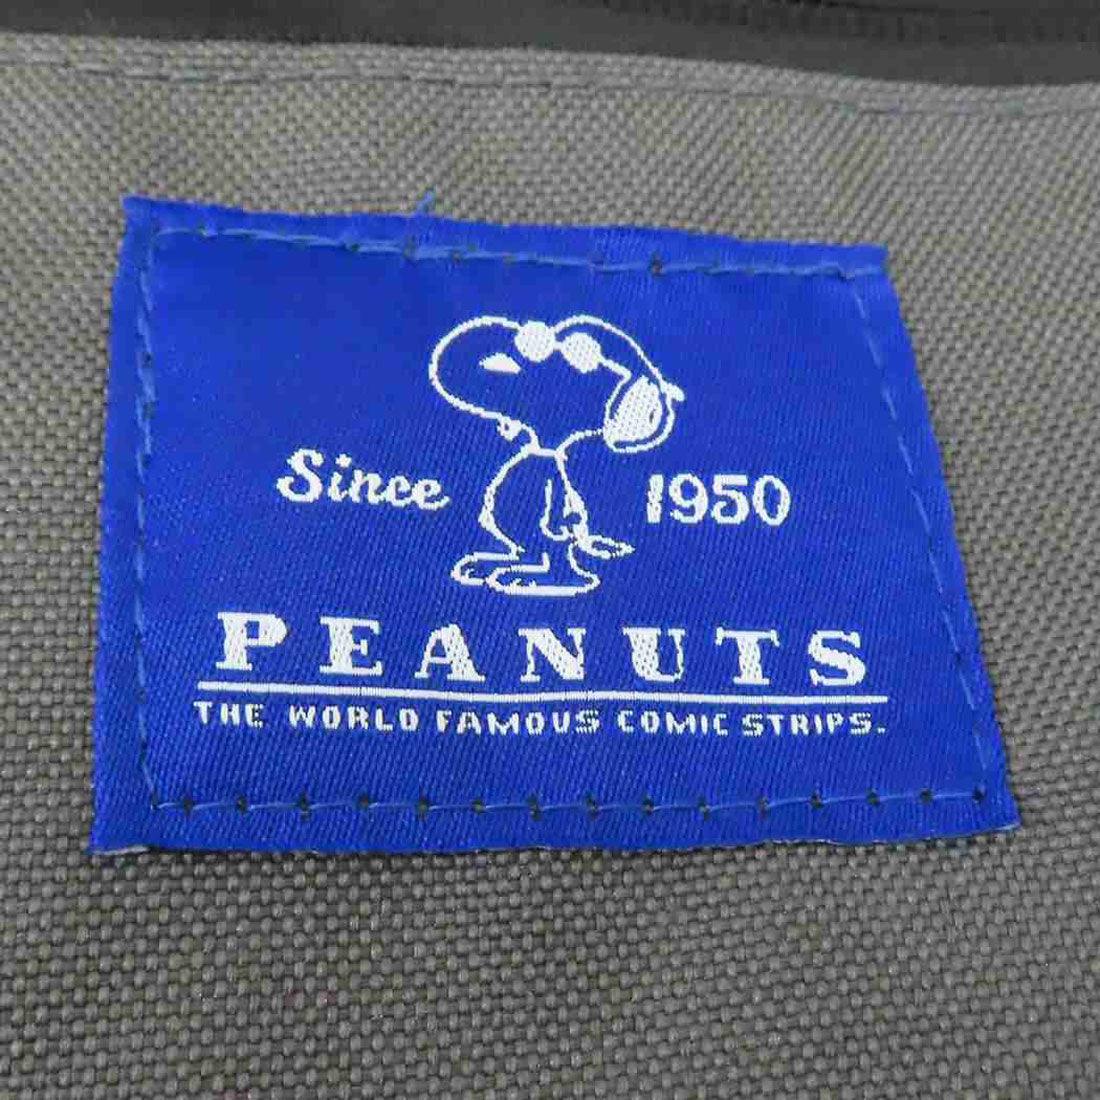 Since 1950
PEANUTS
THE WORLD FAMOUS COMIC STRIPS.